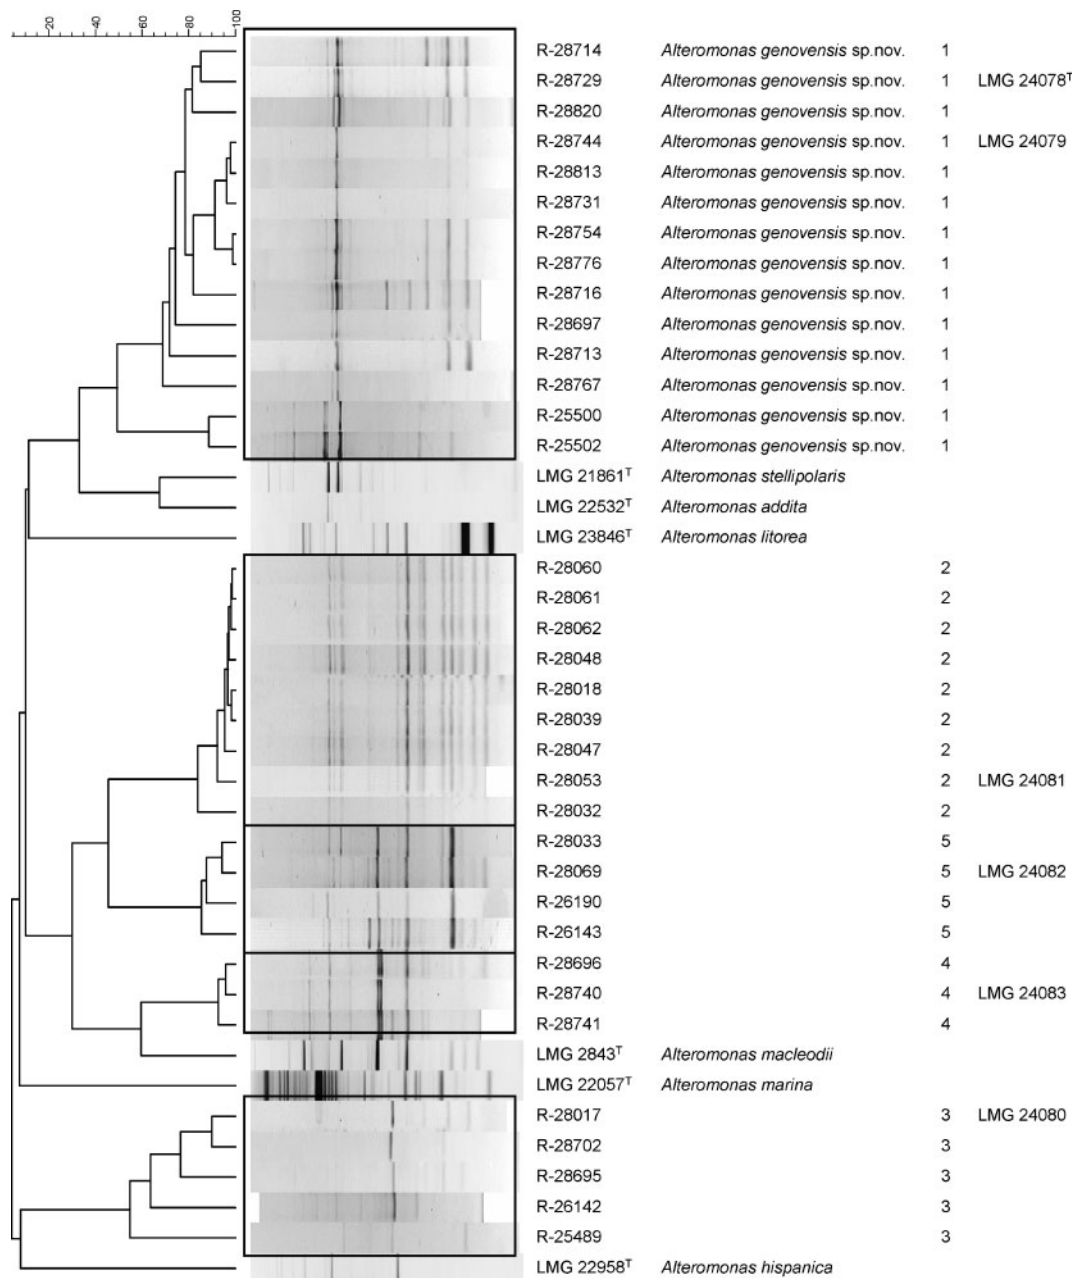 20 40 60 80 100
R-28714 Alteromonas genovensis sp.nov. 1
R-28729 Alteromonas genovensis sp.nov. 1 LMG 24078ᵀ
R-28820 Alteromonas genovensis sp.nov. 1
R-28744 Alteromonas genovensis sp.nov. 1 LMG 24079
R-28813 Alteromonas genovensis sp.nov. 1
R-28731 Alteromonas genovensis sp.nov. 1
R-28754 Alteromonas genovensis sp.nov. 1
R-28776 Alteromonas genovensis sp.nov. 1
R-28716 Alteromonas genovensis sp.nov. 1
R-28697 Alteromonas genovensis sp.nov. 1
R-28713 Alteromonas genovensis sp.nov. 1
R-28767 Alteromonas genovensis sp.nov. 1
R-25500 Alteromonas genovensis sp.nov. 1
R-25502 Alteromonas genovensis sp.nov. 1
LMG 21861ᵀ Alteromonas stellipolaris
LMG 22532ᵀ Alteromonas addita
LMG 23846ᵀ Alteromonas litorea
R-28060 2
R-28061 2
R-28062 2
R-28048 2
R-28018 2
R-28039 2
R-28047 2
R-28053 2 LMG 24081
R-28032 2
R-28033 5
R-28069 5 LMG 24082
R-26190 5
R-26143 5
R-28696 4
R-28740 4 LMG 24083
R-28741 4
LMG 2843ᵀ Alteromonas macleodii
LMG 22057ᵀ Alteromonas marina
R-28017 3 LMG 24080
R-28702 3
R-28695 3
R-26142 3
R-25489 3
LMG 22958ᵀ Alteromonas hispanica